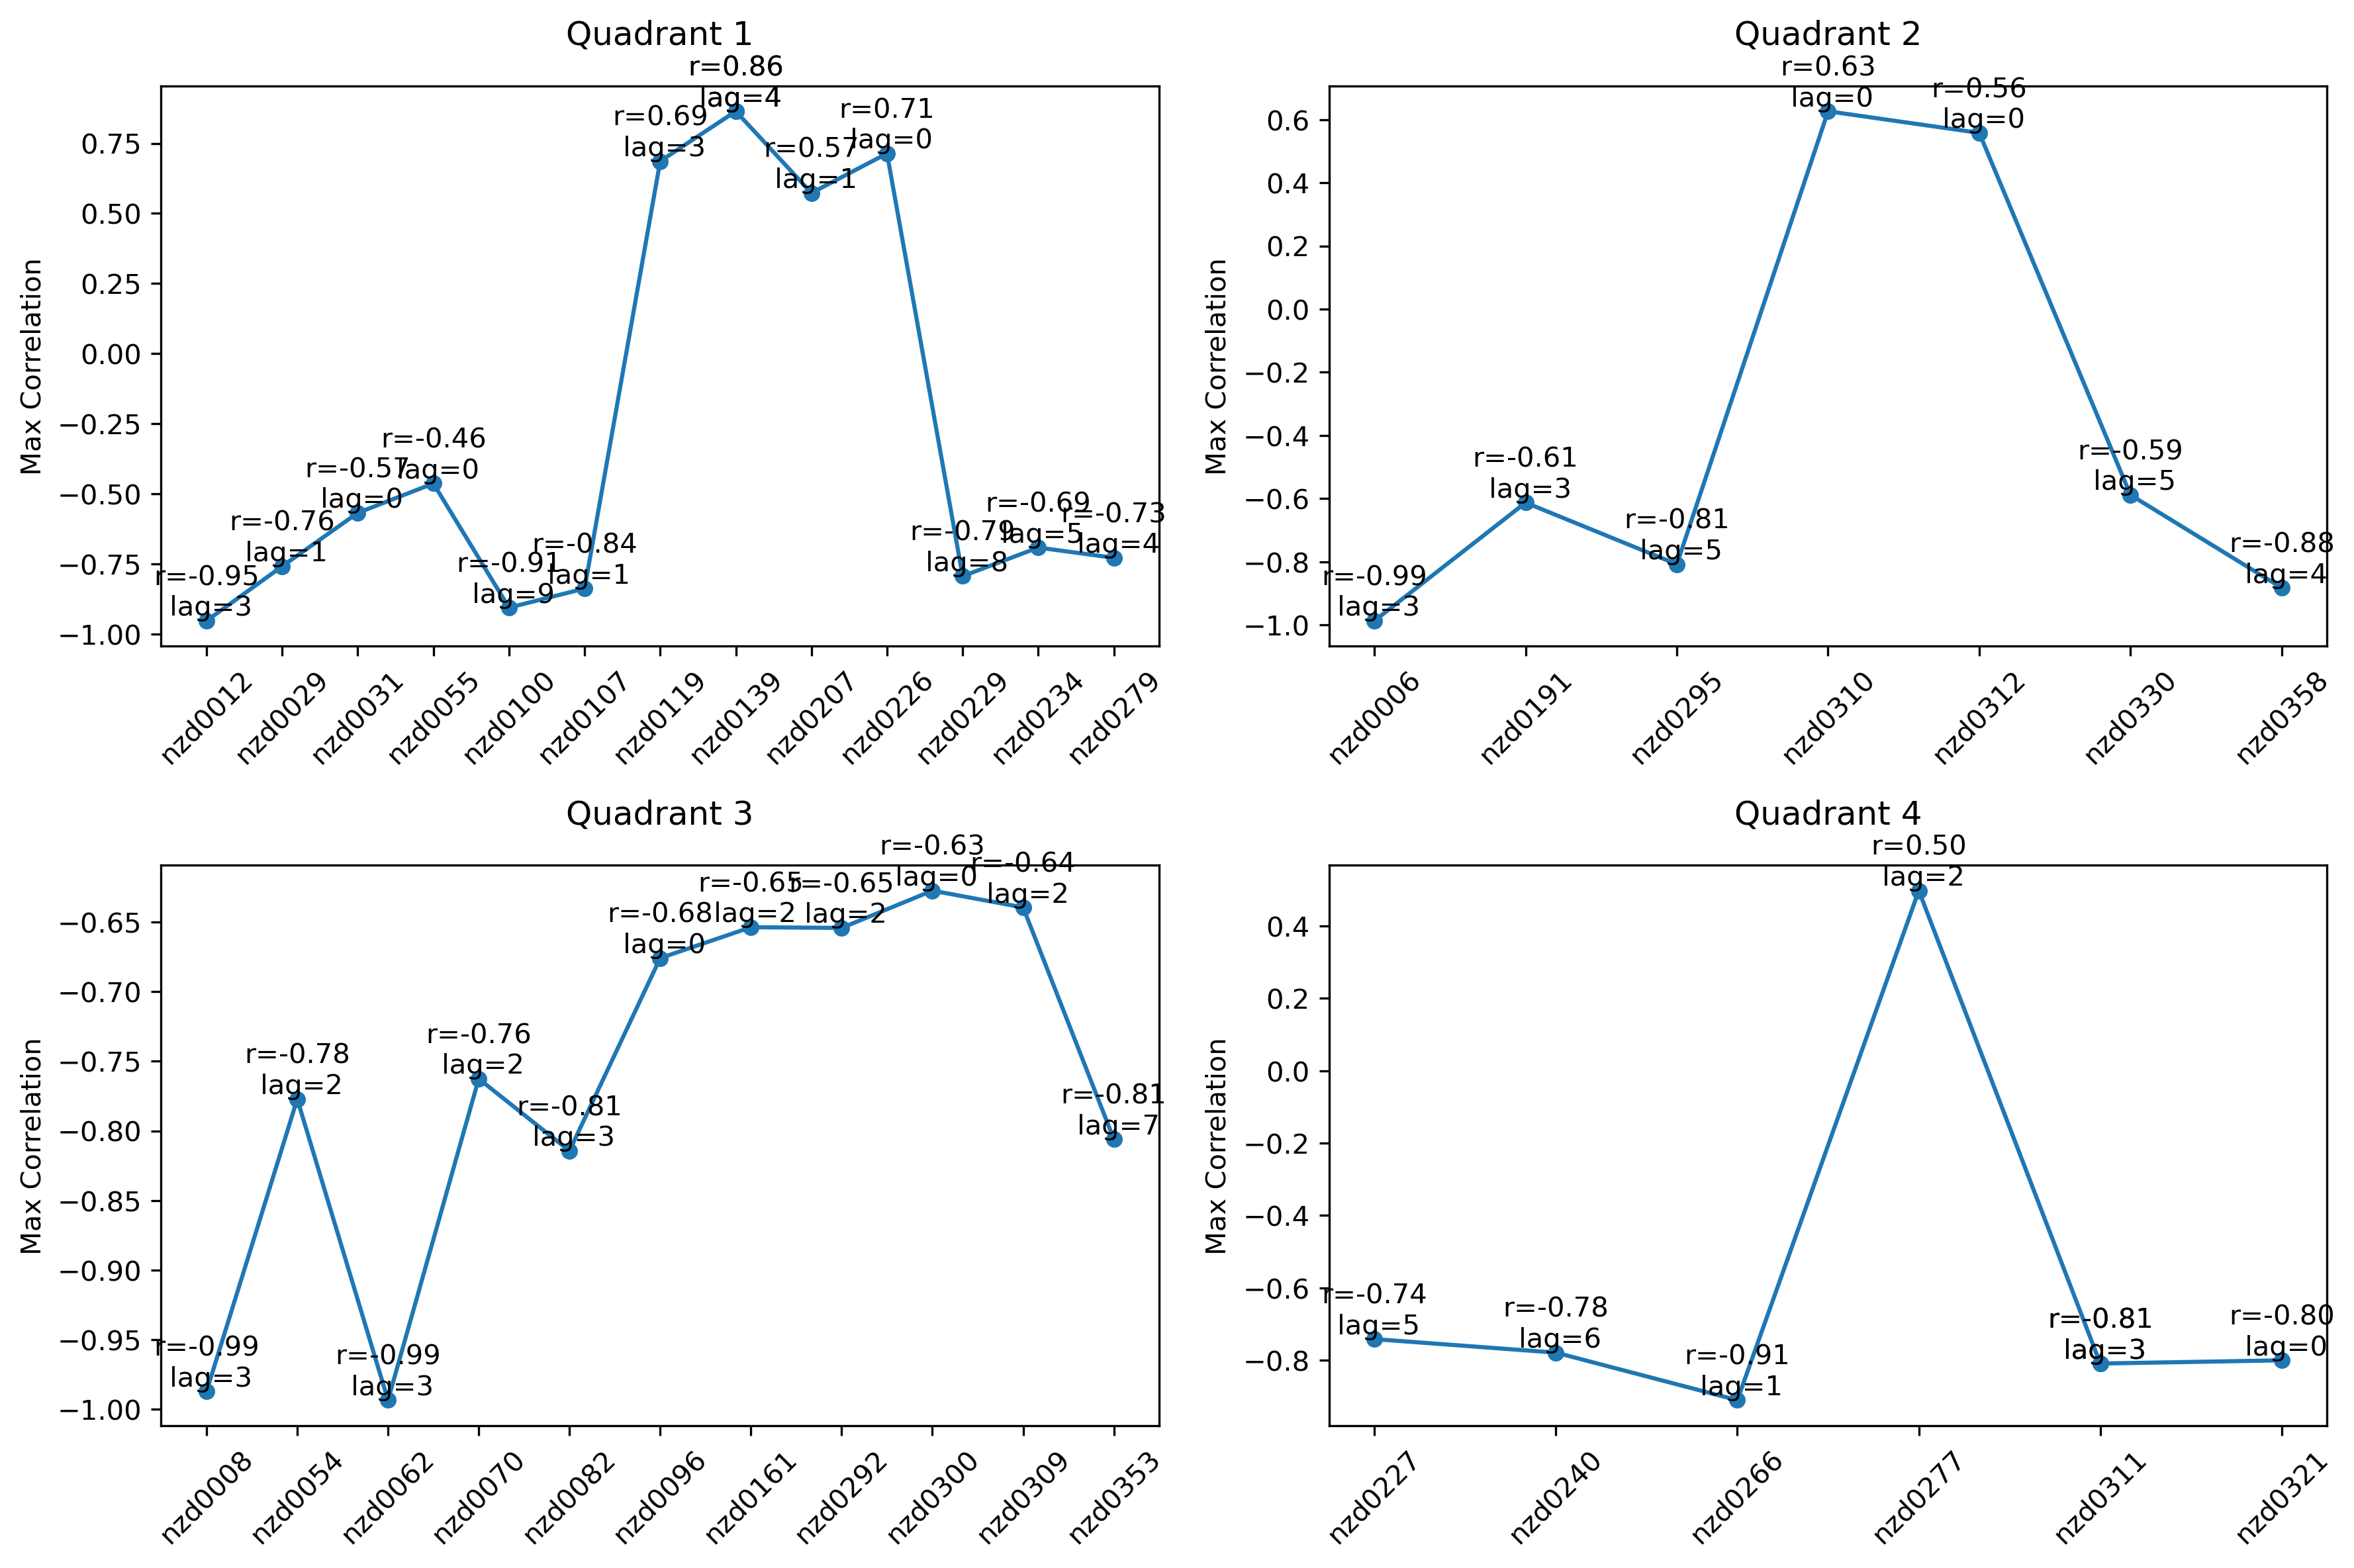 Quadrant 1
r=0.86
lag=4
r=0.69
lag=3
r=0.57
lag=1
r=0.71
lag=0
r=-0.95
lag=3
r=-0.76
lag=1
r=-0.57
lag=0
r=-0.46
lag=0
r=-0.91
lag=9
r=-0.84
lag=1
r=-0.79
lag=8
r=-0.69
lag=5
r=-0.73
lag=4
Max Correlation
0.75
0.50
0.25
0.00
−0.25
−0.50
−0.75
−1.00
nzd0012
nzd0029
nzd0031
nzd0055
nzd0100
nzd0107
nzd0119
nzd0139
nzd0207
nzd0226
nzd0229
nzd0234
nzd0279
Quadrant 2
r=0.63
lag=0
r=0.56
lag=0
r=-0.99
lag=3
r=-0.61
lag=3
r=-0.81
lag=5
r=-0.59
lag=5
r=-0.88
lag=4
Max Correlation
0.6
0.4
0.2
0.0
−0.2
−0.4
−0.6
−0.8
−1.0
nzd0006
nzd0191
nzd0295
nzd0310
nzd0312
nzd0330
nzd0358
Quadrant 3
r=-0.99
lag=3
r=-0.78
lag=2
r=-0.99
lag=3
r=-0.76
lag=2
r=-0.81
lag=3
r=-0.68
lag=0
r=-0.65
lag=2
r=-0.65
lag=2
r=-0.63
lag=0
r=-0.64
lag=2
r=-0.81
lag=7
Max Correlation
−0.65
−0.70
−0.75
−0.80
−0.85
−0.90
−0.95
−1.00
nzd0008
nzd0054
nzd0062
nzd0070
nzd0082
nzd0096
nzd0161
nzd0292
nzd0300
nzd0309
nzd0353
Quadrant 4
r=0.50
lag=2
r=-0.74
lag=5
r=-0.78
lag=6
r=-0.91
lag=1
r=-0.81
lag=3
r=-0.80
lag=0
Max Correlation
0.4
0.2
0.0
−0.2
−0.4
−0.6
−0.8
nzd0227
nzd0240
nzd0266
nzd0277
nzd0311
nzd0321